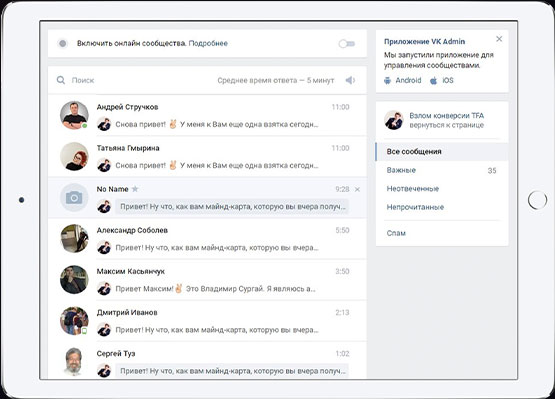 Включить онлайн сообщества. Подробнее
Поиск
Среднее время ответа — 5 минут
Андрей Стручков 11:00
Снова привет! ✌ У меня к Вам еще одна взятка сегодн...
Татьяна Гмырина 11:00
Снова привет! ✌ У меня к Вам еще одна взятка сегодн...
No Name 9:28
Привет! Ну что, как вам майнд-карта, которую вы вчера получ...
Александр Соболев 5:50
Привет! Ну что, как вам майнд-карта, которую вы вчера...
Максим Касьянчук 3:50
Привет Максим!✌ Это Владимир Сургай. Я являюсь а...
Дмитрий Иванов 2:13
Привет! Ну что, как вам майнд-карта, которую вы вчера...
Сергей Туз 1:02
Привет! Ну что, как вам майнд-карта, которую вы вчера...
Приложение VK Admin
Мы запустили приложение для
управления сообществами.
Android iOS
Взлом конверсии TFA
вернуться к странице
Все сообщения
Важные 35
Неотвеченные
Непрочитанные
Спам